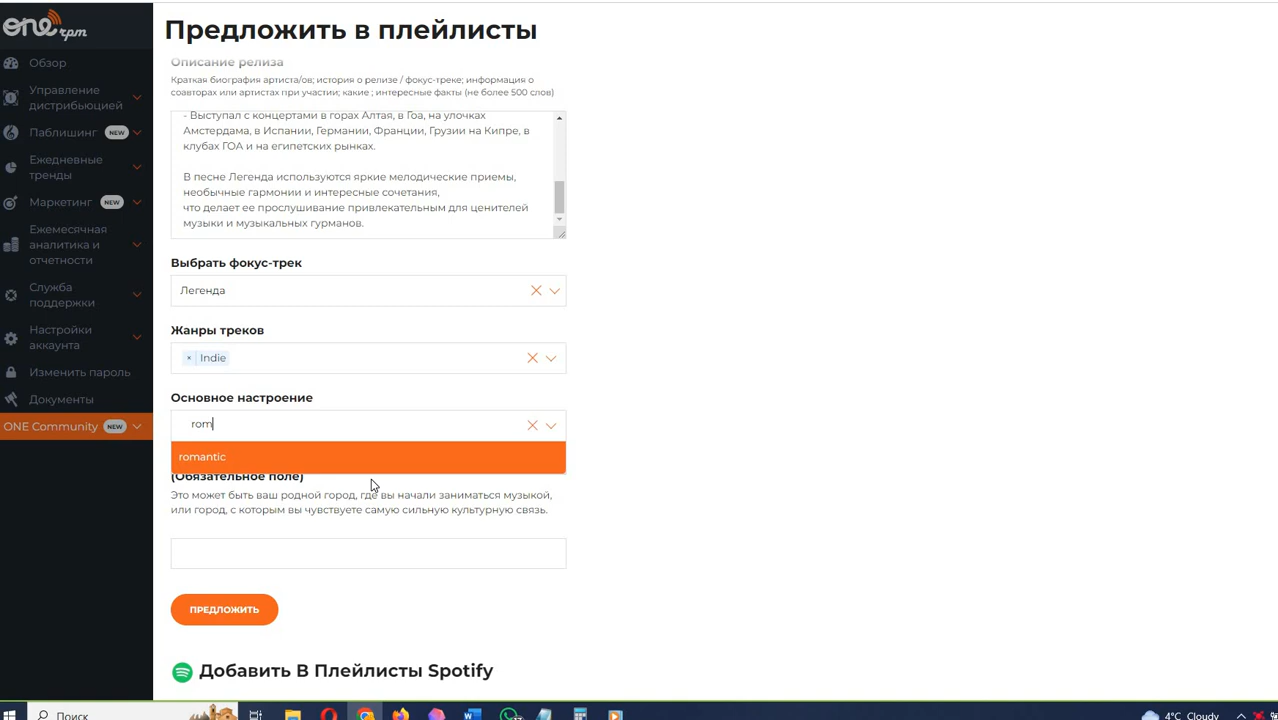 one rpm
Предложить в плейлисты
Обзор
Управление
дистрибьюцией
Паблишинг NEW
Ежедневные
тренды
Маркетинг NEW
Ежемесячная
аналитика и
отчетности
Служба
поддержки
Настройки
аккаунта
Изменить пароль
Документы
ONE Community NEW
Описание релиза
Краткая биография артиста/ов; история о релизе / фокус-треке; информация о
соавторах или артистах при участии; какие ; интересные факты (не более 500 слов)
- Выступал с концертами в горах Алтая, в Гоа, на улочках
Амстердама, в Испании, Германии, Франции, Грузии на Кипре, в
клубах ГОА и на египетских рынках.
В песне Легенда используются яркие мелодические приемы,
необычные гармонии и интересные сочетания,
что делает ее прослушивание привлекательным для ценителей
музыки и музыкальных гурманов.
Выбрать фокус-трек
Легенда
Жанры треков
× Indie
Основное настроение
rom
romantic
(Обязательное поле)
Это может быть ваш родной город, где вы начали заниматься музыкой,
или город, с которым вы чувствуете самую сильную культурную связь.
ПРЕДЛОЖИТЬ
Добавить В Плейлисты Spotify
Поиск
4°C Cloudy